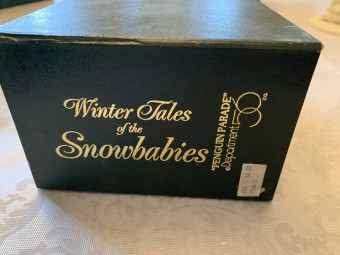 Winter Tales
of the
Snowbabies
"PENGUIN PARADE"
Department 56